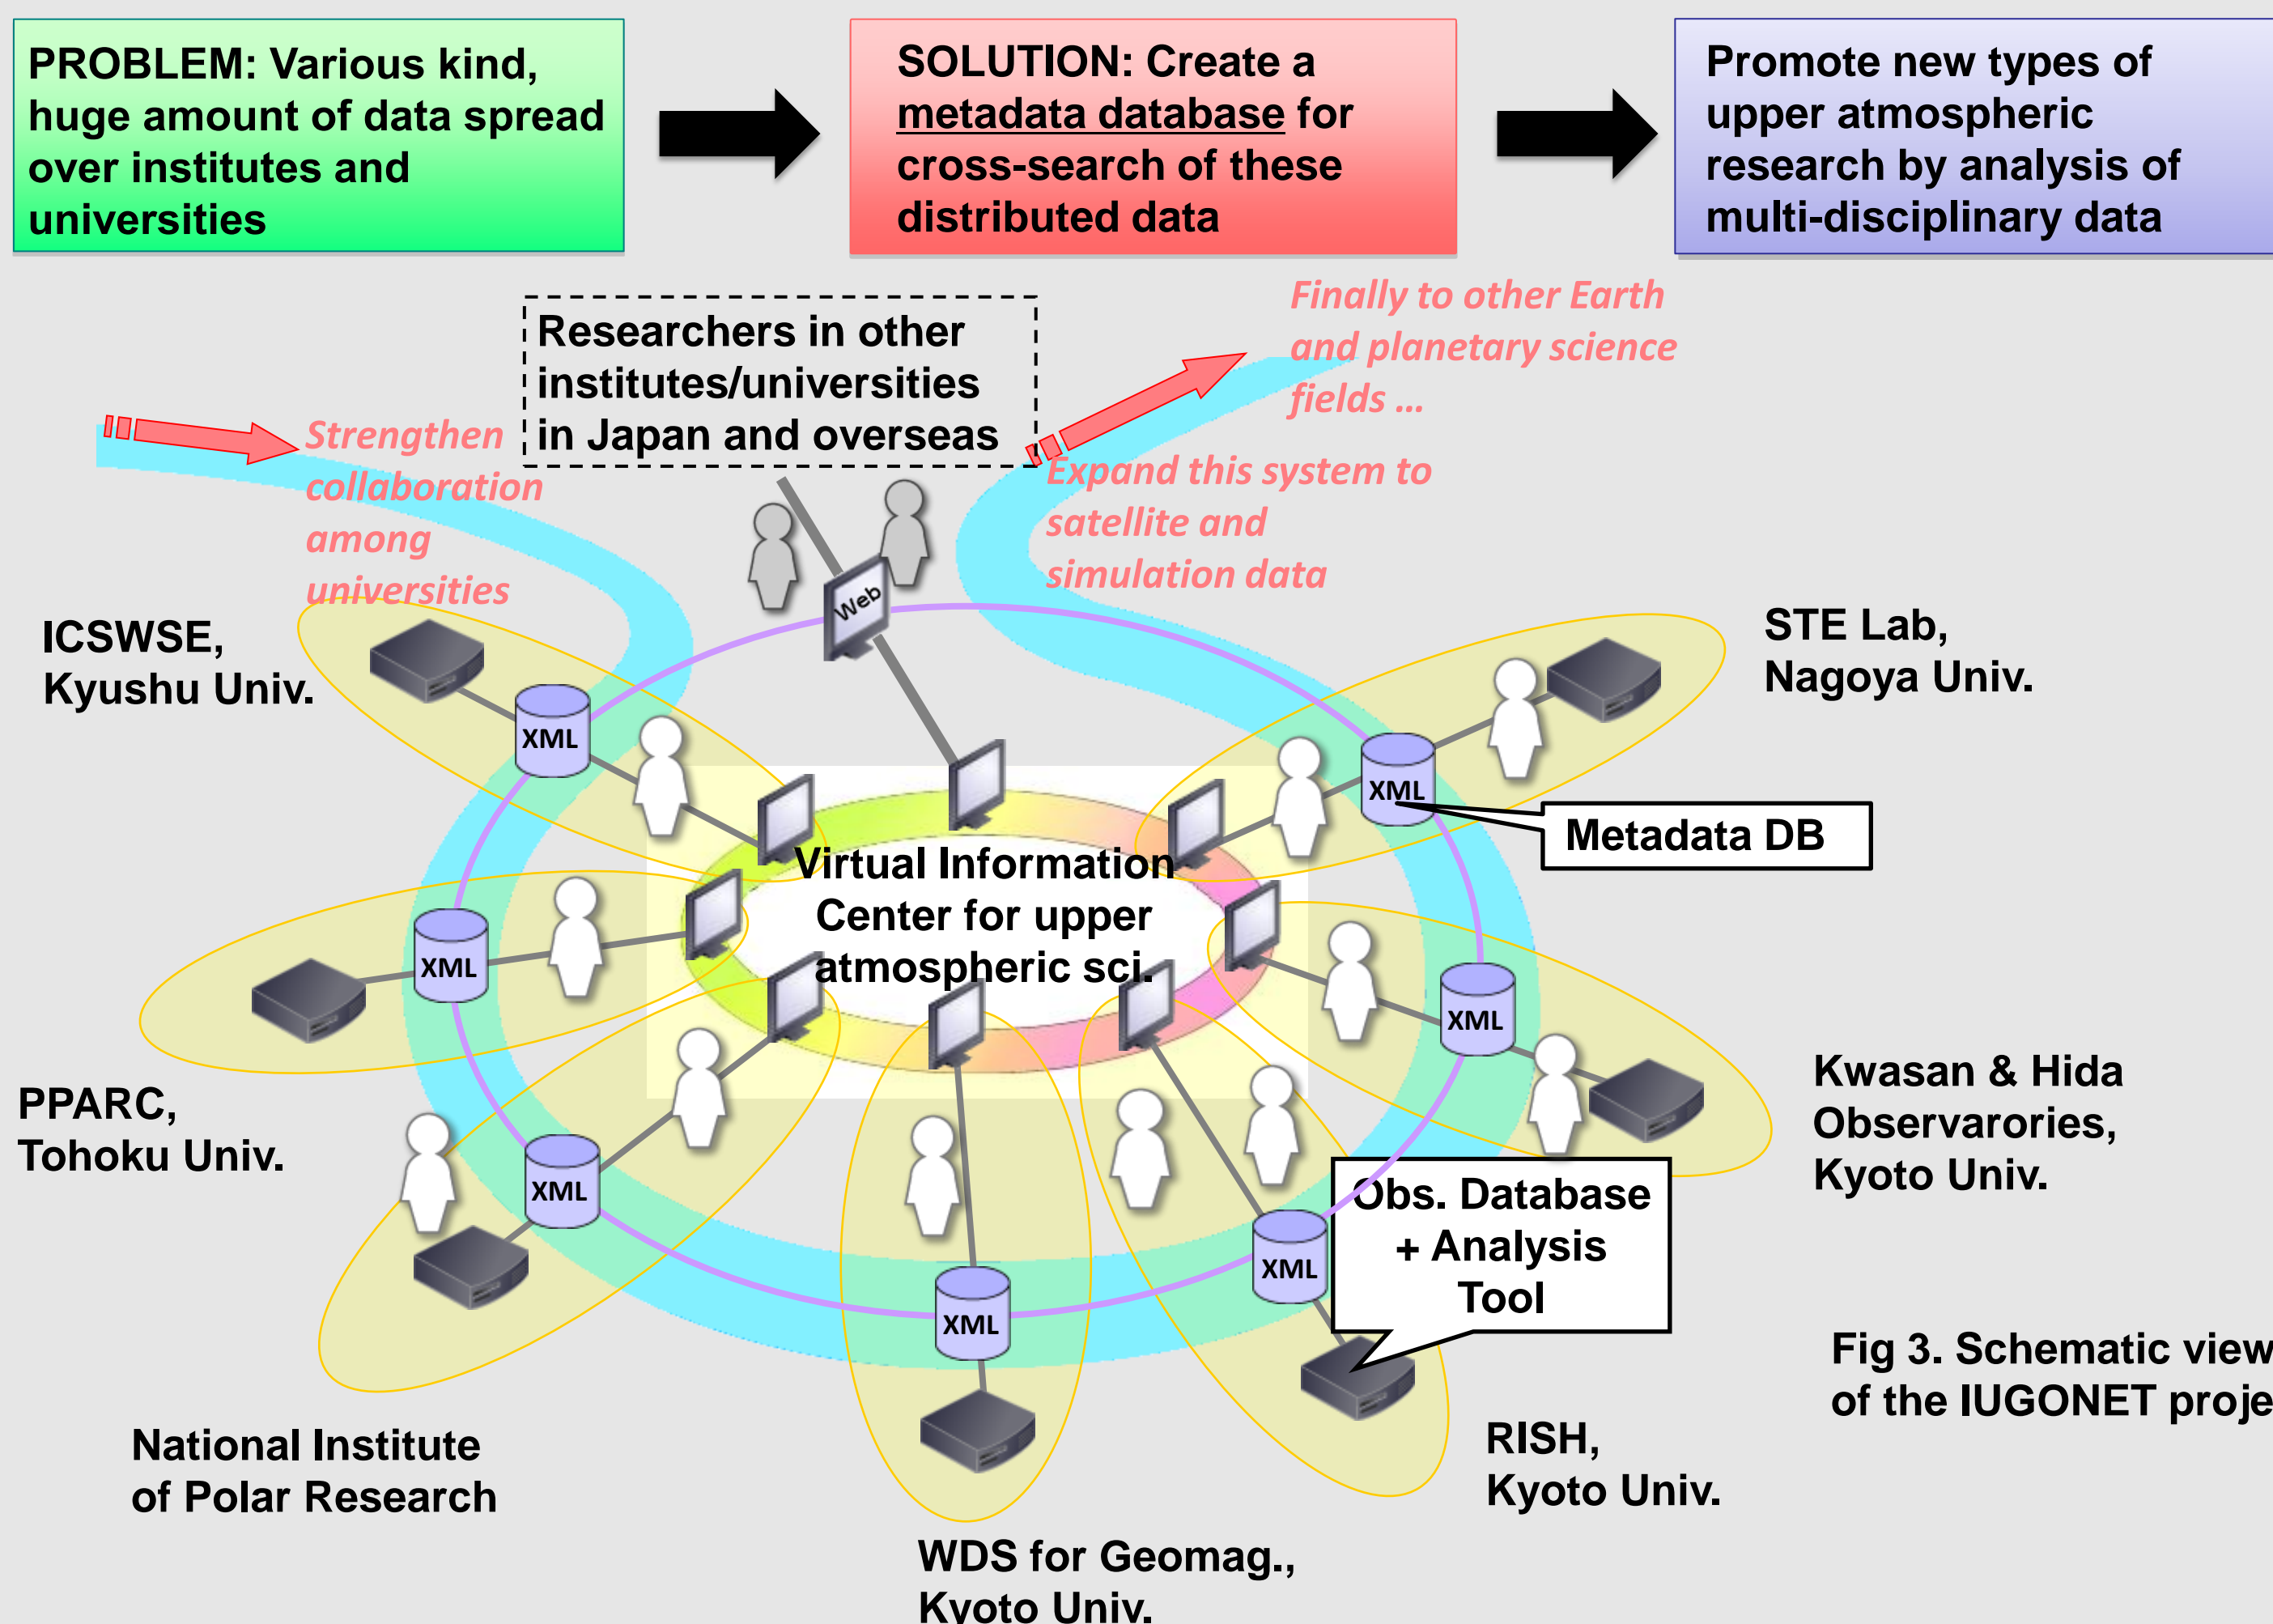 PROBLEM: Various kind,
huge amount of data spread
over institutes and
universities
SOLUTION: Create a
metadata database for
cross-search of these
distributed data
Promote new types of
upper atmospheric
research by analysis of
multi-disciplinary data
Researchers in other
institutes/universities
in Japan and overseas
Finally to other Earth
and planetary science
fields ...
Strengthen
collaboration
among
universities
Expand this system to
satellite and
simulation data
Web
ICSWSE,
Kyushu Univ.
STE Lab,
Nagoya Univ.
XML
XML
Metadata DB
Virtual Information
Center for upper
atmospheric sci.
XML
XML
PPARC,
Tohoku Univ.
Kwasan & Hida
Observarories,
Kyoto Univ.
XML
Obs. Database
+ Analysis
Tool
XML
XML
National Institute
of Polar Research
RISH,
Kyoto Univ.
WDS for Geomag.,
Kyoto Univ.
Fig 3. Schematic view
of the IUGONET proje